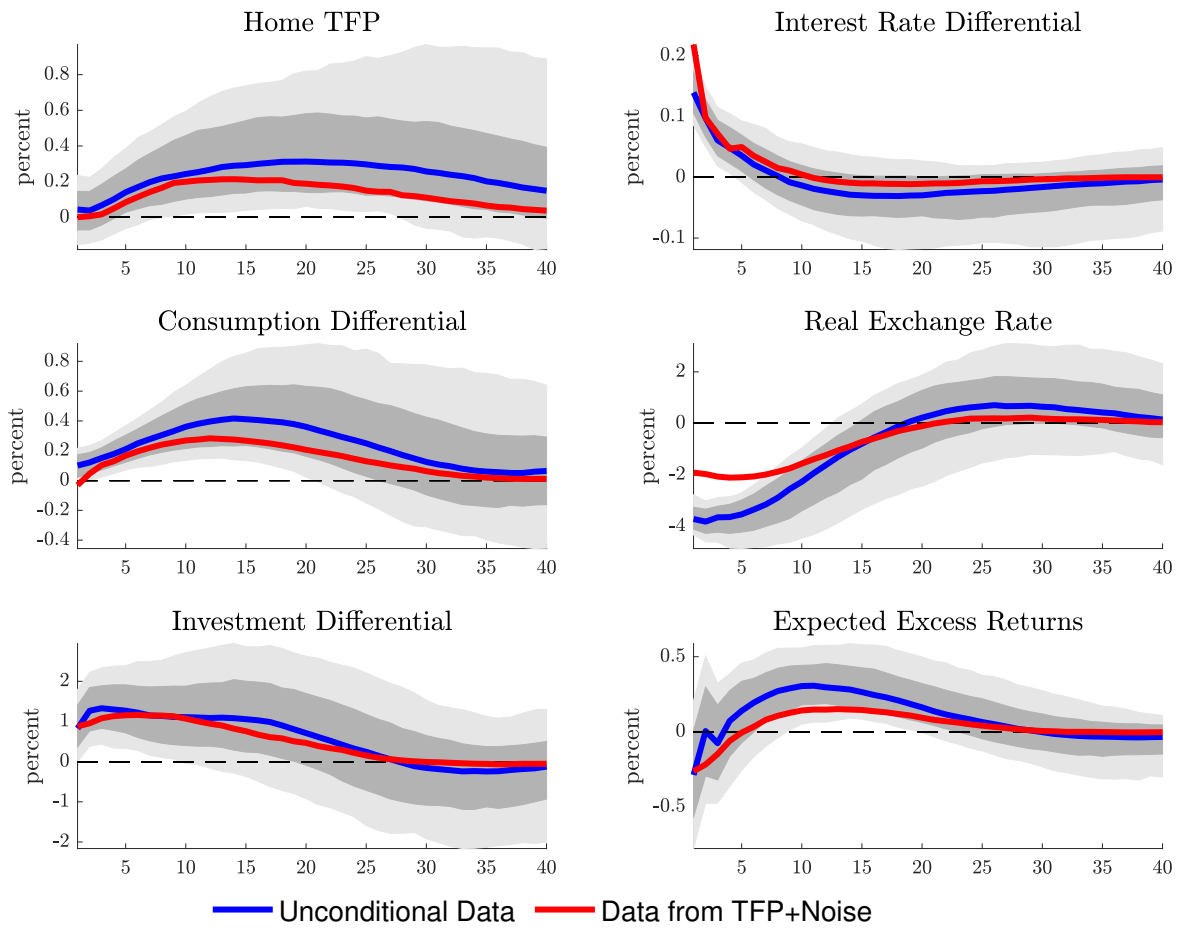 Home TFP
percent
0.8
0.6
0.4
0.2
0
5 10 15 20 25 30 35 40
Interest Rate Differential
percent
0.2
0.1
0
-0.1
5 10 15 20 25 30 35 40
Consumption Differential
percent
0.8
0.6
0.4
0.2
0
-0.2
-0.4
5 10 15 20 25 30 35 40
Real Exchange Rate
percent
2
0
-2
-4
5 10 15 20 25 30 35 40
Investment Differential
percent
2
1
0
-1
-2
5 10 15 20 25 30 35 40
Expected Excess Returns
percent
0.5
0
-0.5
5 10 15 20 25 30 35 40
Unconditional Data
Data from TFP+Noise